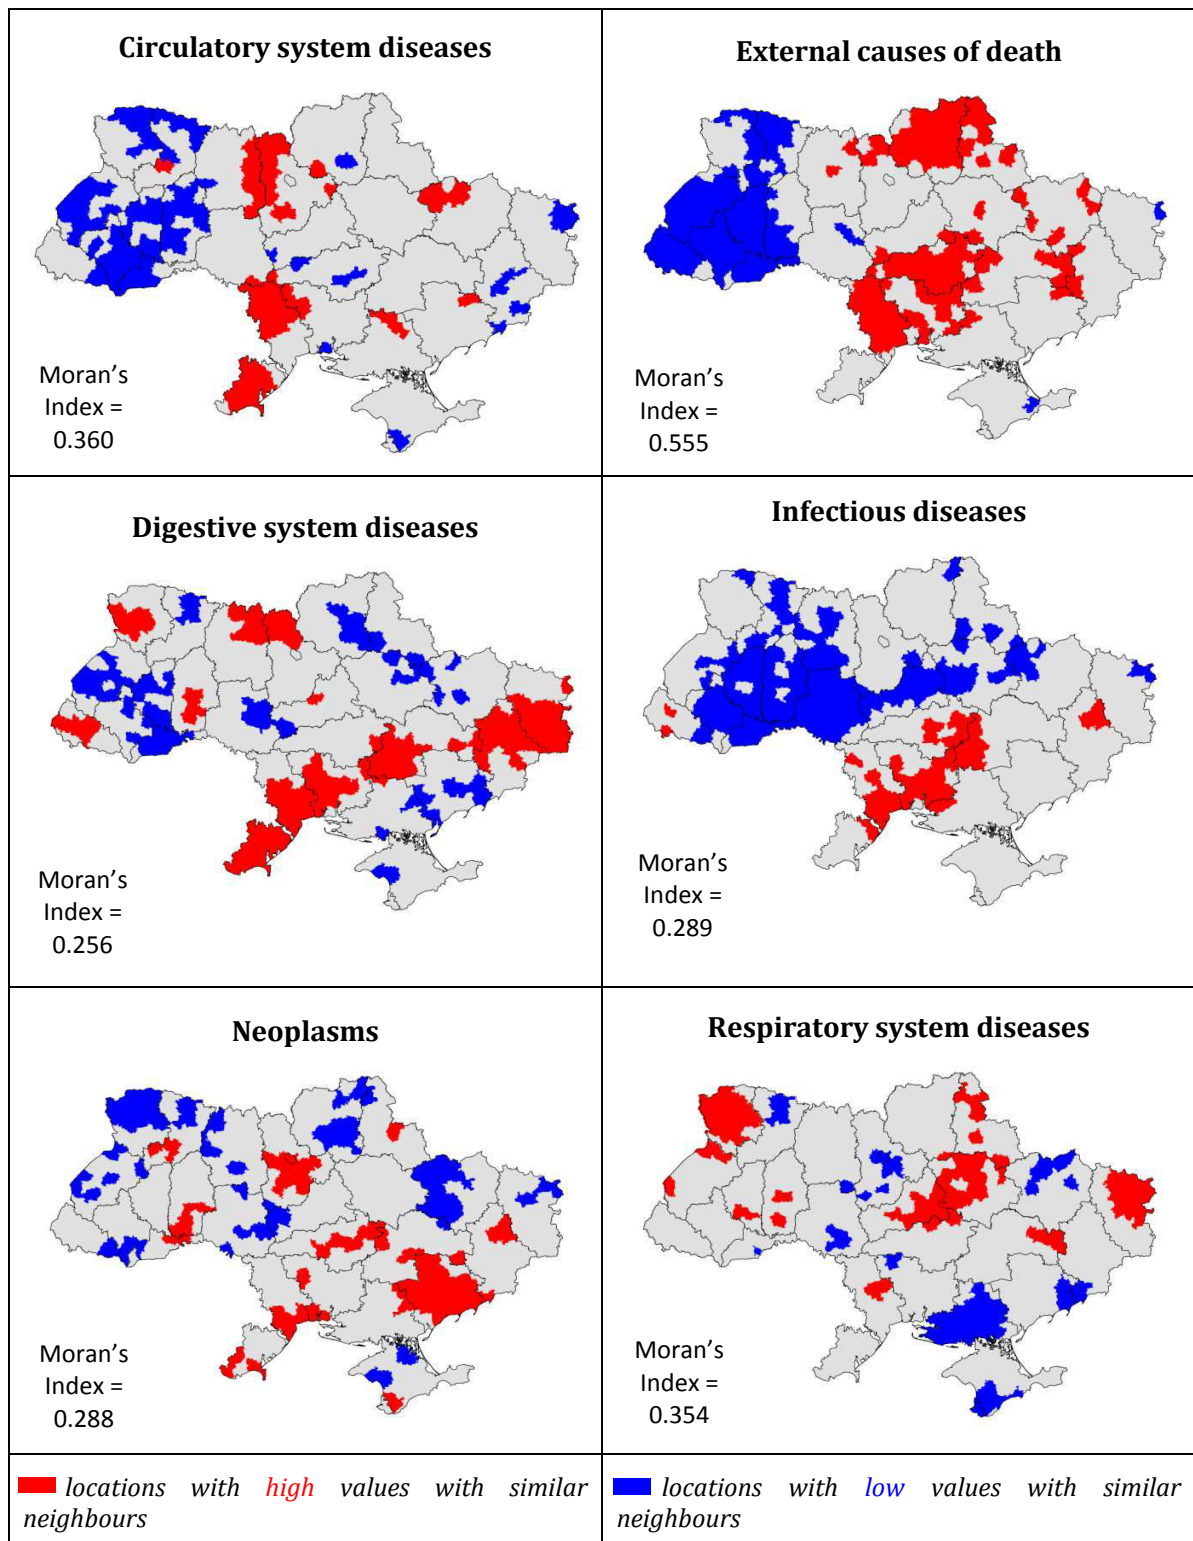 Circulatory system diseases
Moran's
Index =
0.360
External causes of death
Moran's
Index =
0.555
Digestive system diseases
Moran's
Index =
0.256
Infectious diseases
Moran's
Index =
0.289
Neoplasms
Moran's
Index =
0.288
Respiratory system diseases
Moran's
Index =
0.354
locations with high values with similar
neighbours
locations with low values with similar
neighbours